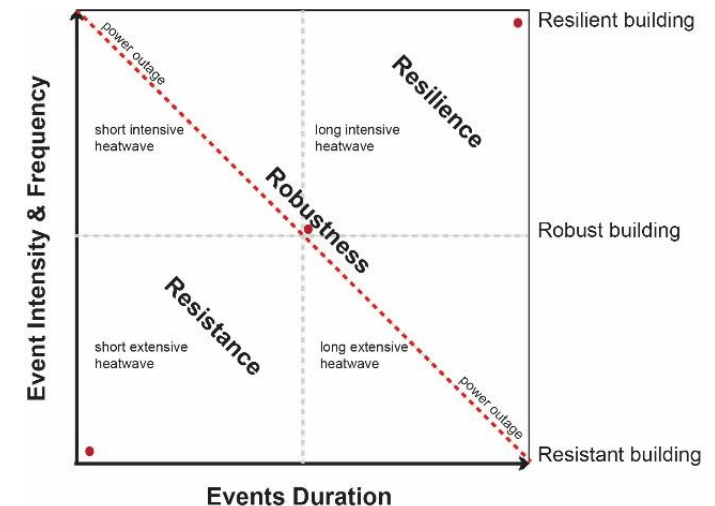 Resilient building
power outage
Resilience
Event Intensity & Frequency
short intensive
heatwave
long intensive
heatwave
Robustness
Robust building
Resistance
short extensive
heatwave
long extensive
heatwave
power outage
Resistant building
Events Duration